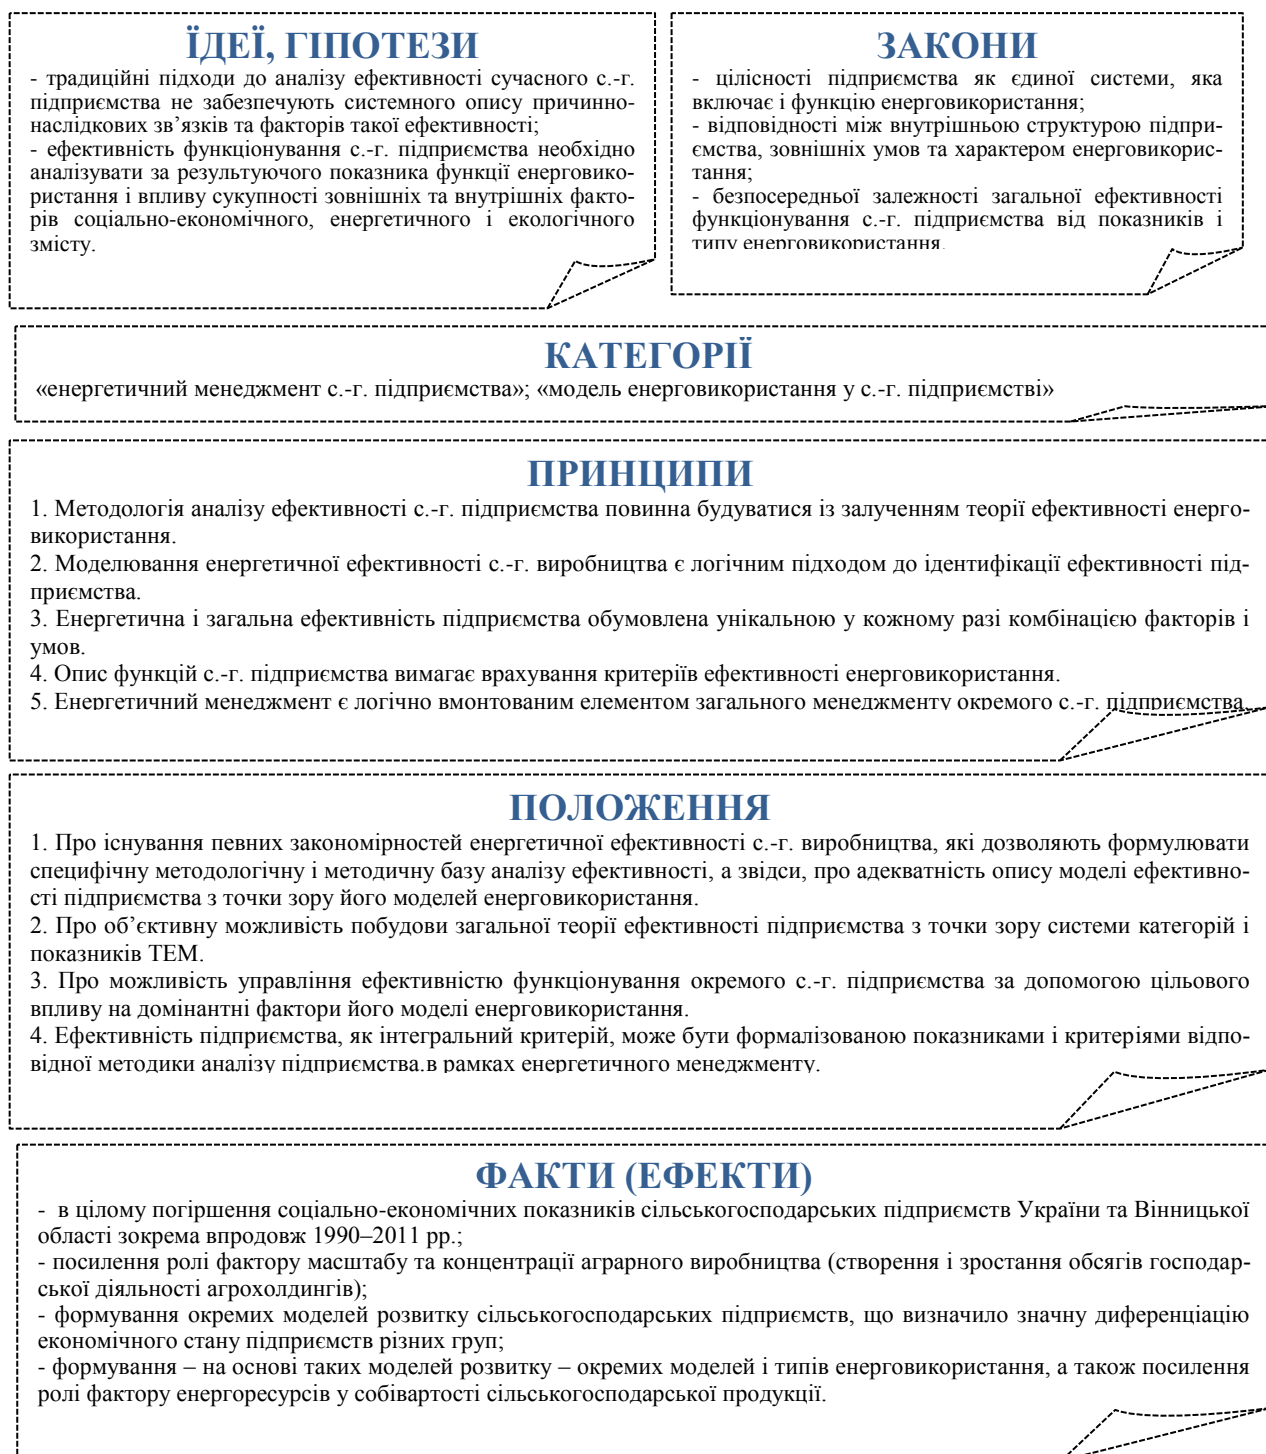 ЇДЕЇ, ГІПОТЕЗИ
- традиційні підходи до аналізу ефективності сучасного с.-г.
підприємства не забезпечують системного опису причинно-
наслідкових зв’язків та факторів такої ефективності;
- ефективність функціонування с.-г. підприємства необхідно
аналізувати за результуючого показника функції енерговико-
ристання і впливу сукупності зовнішніх та внутрішніх факто-
рів соціально-економічного, енергетичного і екологічного
змісту.
ЗАКОНИ
- цілісності підприємства як єдиної системи, яка
включає і функцію енерговикористання;
- відповідності між внутрішньою структурою підпри-
ємства, зовнішніх умов та характером енерговикорис-
тання;
- безпосередньої залежності загальної ефективності
функціонування с.-г. підприємства від показників і
типу енерговикористання.
КАТЕГОРІЇ
«енергетичний менеджмент с.-г. підприємства»; «модель енерговикористання у с.-г. підприємстві»
ПРИНЦИПИ
1. Методологія аналізу ефективності с.-г. підприємства повинна будуватися із залученням теорії ефективності енерго-
використання.
2. Моделювання енергетичної ефективності с.-г. виробництва є логічним підходом до ідентифікації ефективності під-
приємства.
3. Енергетична і загальна ефективність підприємства обумовлена унікальною у кожному разі комбінацією факторів і
умов.
4. Опис функцій с.-г. підприємства вимагає врахування критеріїв ефективності енерговикористання.
5. Енергетичний менеджмент є логічно вмонтованим елементом загального менеджменту окремого с.-г. підприємства.
ПОЛОЖЕННЯ
1. Про існування певних закономірностей енергетичної ефективності с.-г. виробництва, які дозволяють формулювати
специфічну методологічну і методичну базу аналізу ефективності, а звідси, про адекватність опису моделі ефективно-
сті підприємства з точки зору його моделей енерговикористання.
2. Про об’єктивну можливість побудови загальної теорії ефективності підприємства з точки зору системи категорій і
показників ТЕМ.
3. Про можливість управління ефективністю функціонування окремого с.-г. підприємства за допомогою цільового
впливу на домінантні фактори його моделі енерговикористання.
4. Ефективність підприємства, як інтегральний критерій, може бути формалізованою показниками і критеріями відпо-
відної методики аналізу підприємства.в рамках енергетичного менеджменту.
ФАКТИ (ЕФЕКТИ)
- в цілому погіршення соціально-економічних показників сільськогосподарських підприємств України та Вінницької
області зокрема впродовж 1990–2011 рр.;
- посилення ролі фактору масштабу та концентрації аграрного виробництва (створення і зростання обсягів господар-
ської діяльності агрохолдингів);
- формування окремих моделей розвитку сільськогосподарських підприємств, що визначило значну диференціацію
економічного стану підприємств різних груп;
- формування – на основі таких моделей розвитку – окремих моделей і типів енерговикористання, а також посилення
ролі фактору енергоресурсів у собівартості сільськогосподарської продукції.